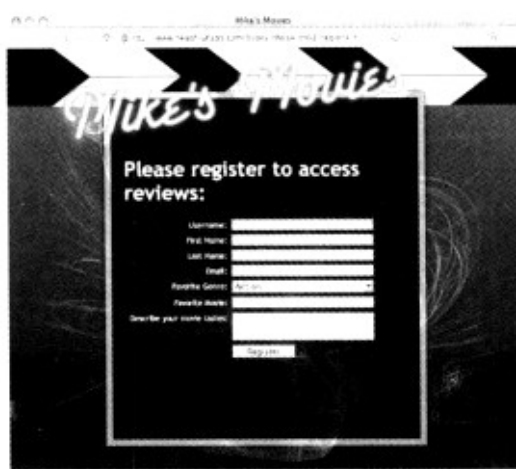 Mike's Movies
Mike's Movies
Please register to access
reviews:
Username:
First Name:
Last Name:
Email:
Favorite Genre: Action
Favorite Movie:
Describe your movie tastes:
Register